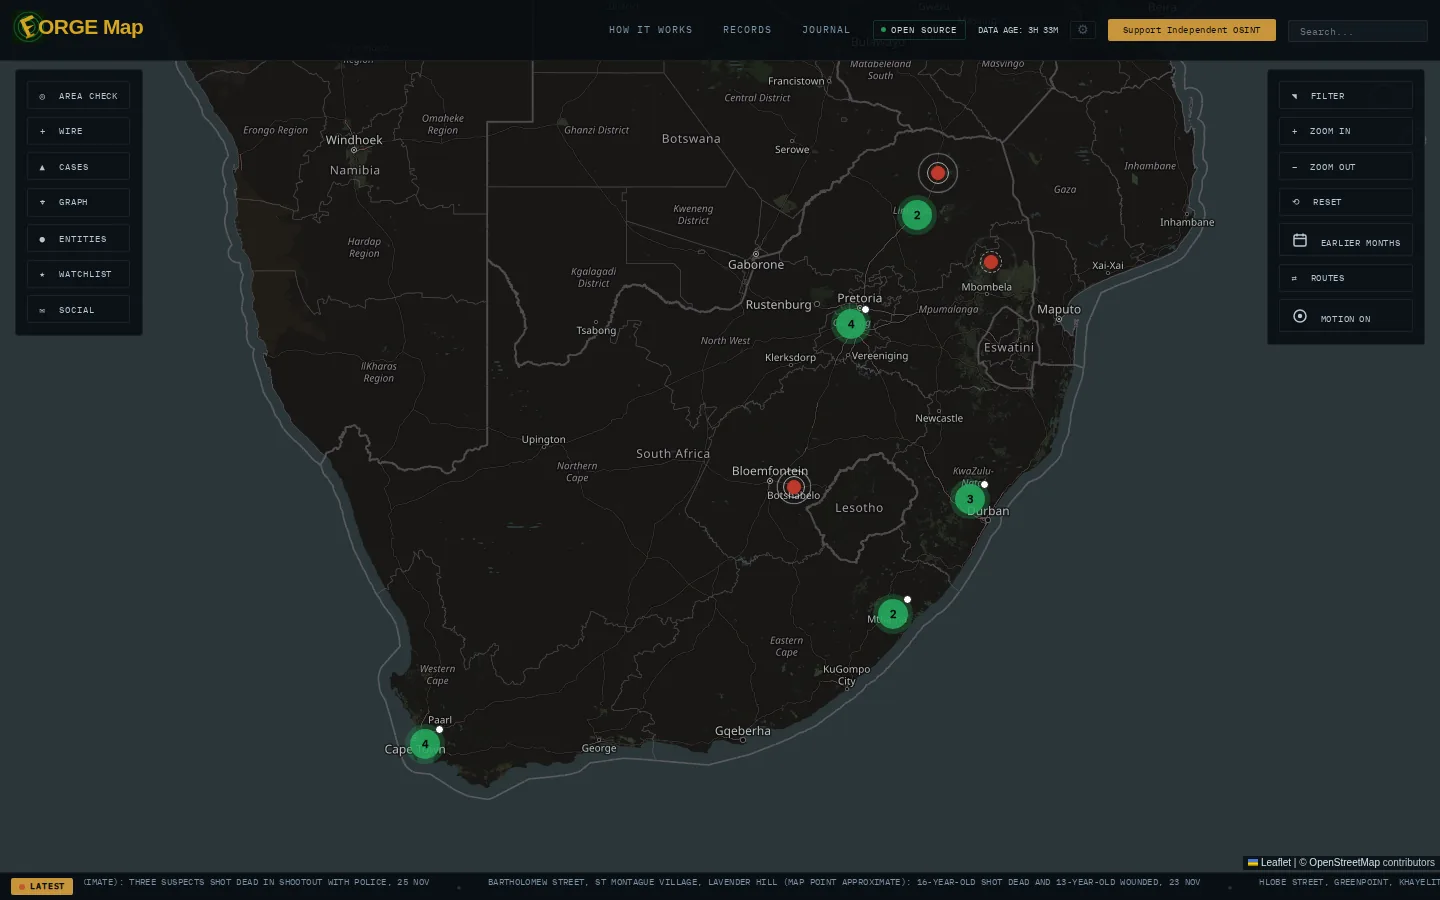 FORGE Map
HOW IT WORKS
RECORDS
JOURNAL
OPEN SOURCE
DATA AGE: 3H 33M
Support Independent OSINT
Search...
AREA CHECK
WIRE
CASES
GRAPH
ENTITIES
WATCHLIST
SOCIAL
FILTER
ZOOM IN
ZOOM OUT
RESET
EARLIER MONTHS
ROUTES
MOTION ON
Region
Matabeleland
South
Masvingo
Francistown
Central District
Erongo Region
Omaheke
Region
Ghanzi District
Botswana
Windhoek
Serowe
Namibia
Inhambane
Gaza
Kweneng
District
2
Inhambane
Hardap
Region
Gaborone
Kgalagadi
District
Xai-Xai
Mbombela
Rustenburg
Pretoria
Mpumalanga
Maputo
4
Tsabong
North West
Klerksdorp
Vereeniging
Eswatini
ǁKharas
Region
Newcastle
Upington
South Africa
Northern
Cape
Bloemfontein
Botshabelo
KwaZulu-
3
Lesotho
Durban
2
Eastern
Cape
KuGompo
City
Western
Cape
Paarl
4
Gqeberha
George
Leaflet | © OpenStreetMap contributors
LATEST
(IMATE): THREE SUSPECTS SHOT DEAD IN SHOOTOUT WITH POLICE, 25 NOV
BARTHOLOMEW STREET, ST MONTAGUE VILLAGE, LAVENDER HILL (MAP POINT APPROXIMATE): 16-YEAR-OLD SHOT DEAD AND 13-YEAR-OLD WOUNDED, 23 NOV
HLOBE STREET, GREENPOINT, KHAYELIT